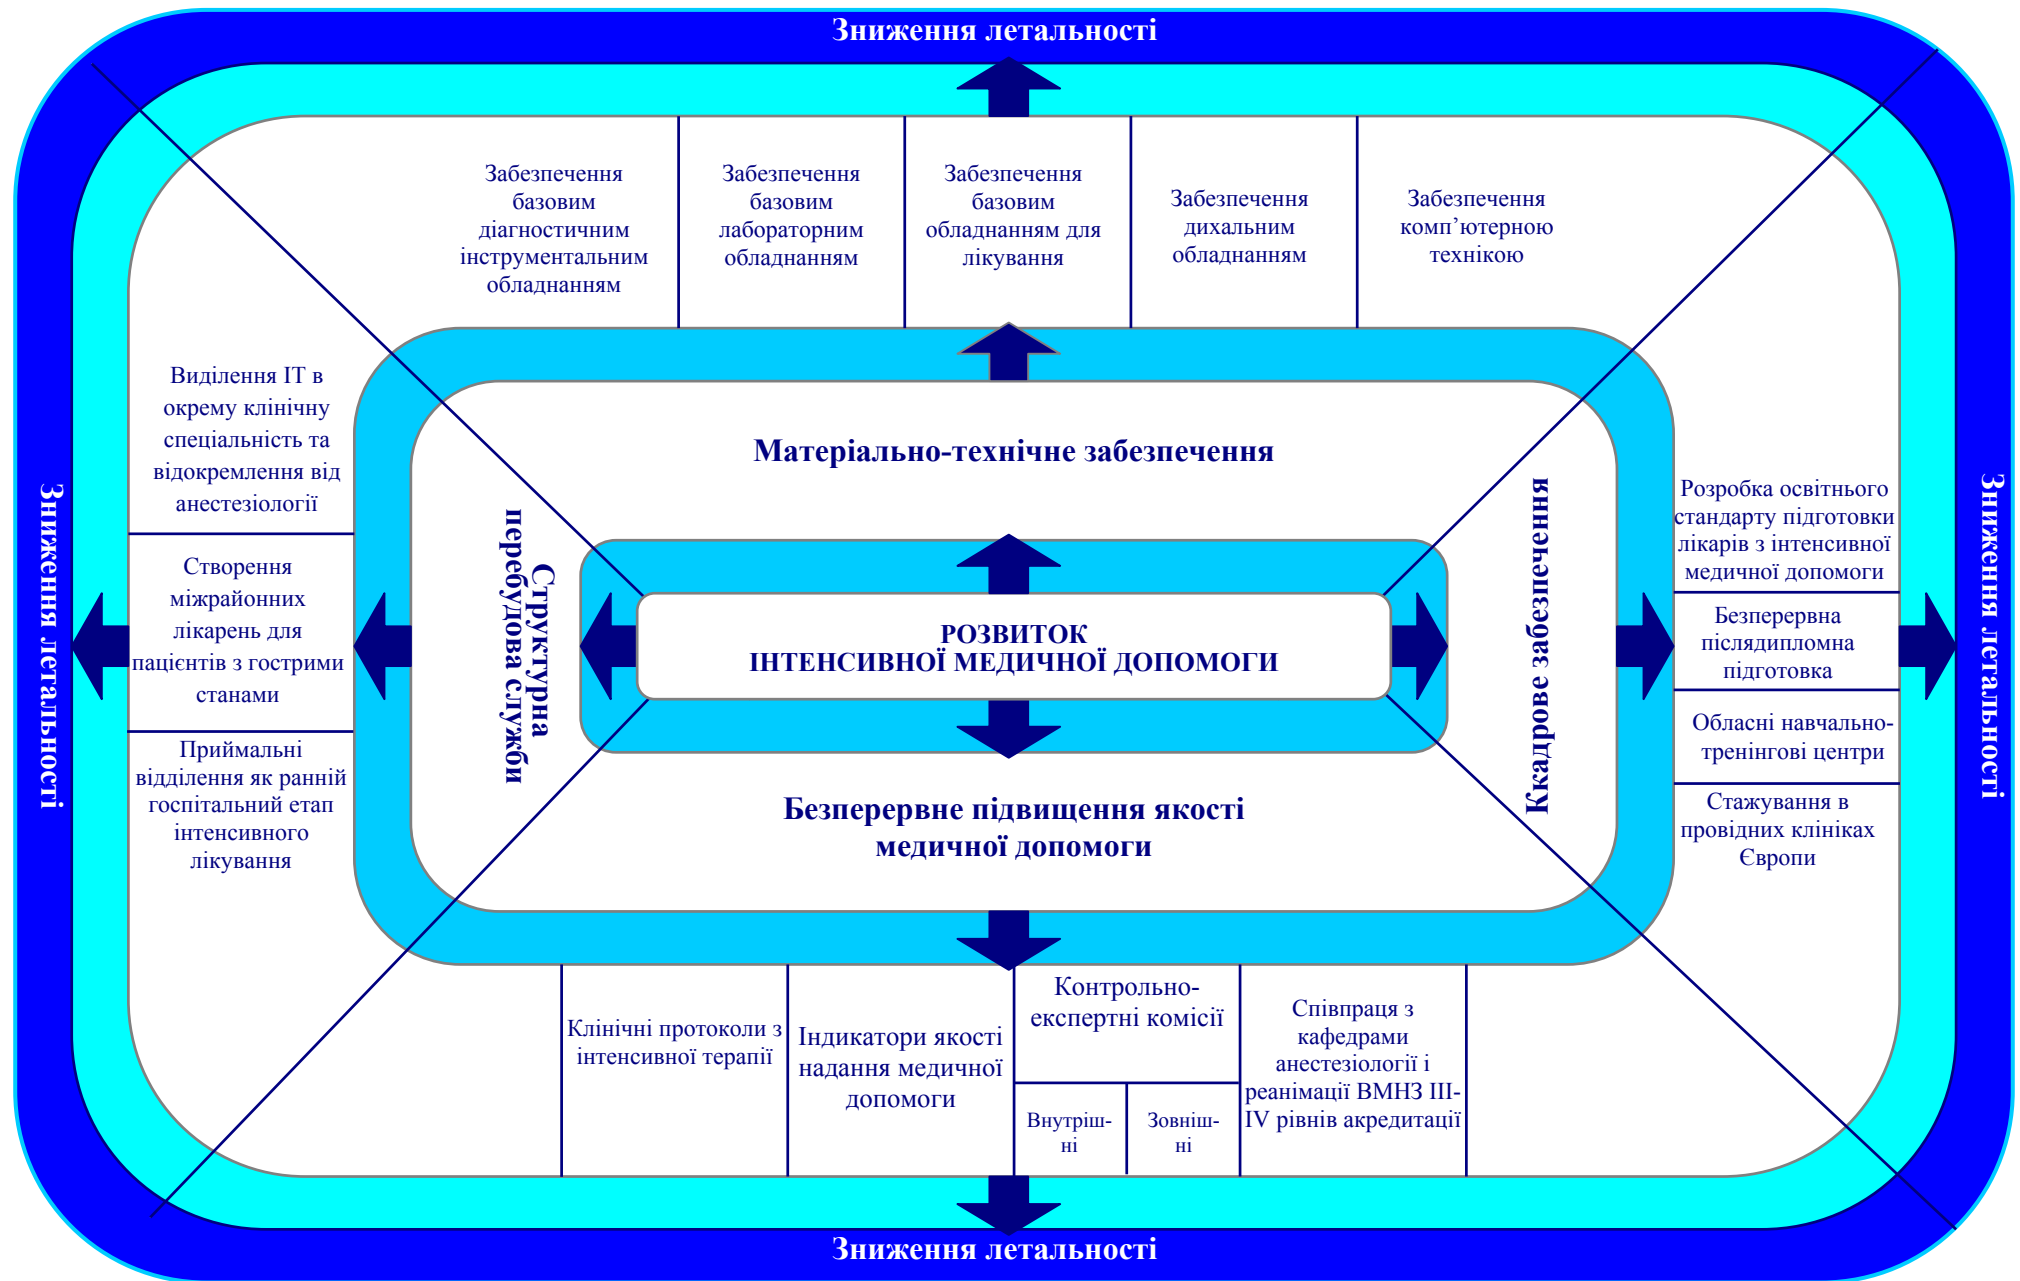 Зниження летальності
Забезпечення
базовим
діагностичним
інструментальним
обладнанням
Забезпечення
базовим
лабораторним
обладнанням
Забезпечення
базовим
обладнанням для
лікування
Забезпечення
дихальним
обладнанням
Забезпечення
комп’ютерною
технікою
Матеріально-технічне забезпечення
Зниження летальності
Виділення ІТ в
окрему клінічну
спеціальність та
відокремлення від
анестезіології
Створення
міжрайонних
лікарень для
пацієнтів з гострими
станами
Приймальні
відділення як ранній
госпітальний етап
інтенсивного
лікування
Структурна
перебудова служби
РОЗВИТОК
ІНТЕНСИВНОЇ МЕДИЧНОЇ ДОПОМОГИ
Ккадрове забезпечення
Розробка освітнього
стандарту підготовки
лікарів з інтенсивної
медичної допомоги
Безперервна
післядипломна
підготовка
Обласні навчально-
тренінгові центри
Стажування в
провідних клініках
Європи
Зниження летальності
Безперервне підвищення якості
медичної допомоги
Клінічні протоколи з
інтенсивної терапії
Індикатори якості
надання медичної
допомоги
Контрольно-
експертні комісії
Внутріш-
ні
Зовніш-
ні
Співпраця з
кафедрами
анестезіології і
реанімації ВМНЗ III-
IV рівнів акредитації
Зниження летальності